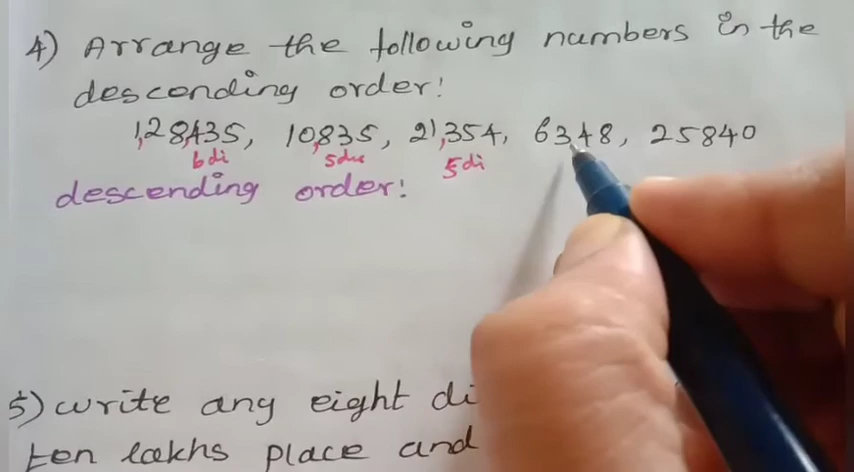 4) Arrange the following numbers in the
descending order!
1,28,435, 10,835, 21,354, 6348, 25840
6di 5di 5di
descending order!
5) write any eight di
ten lakhs place and